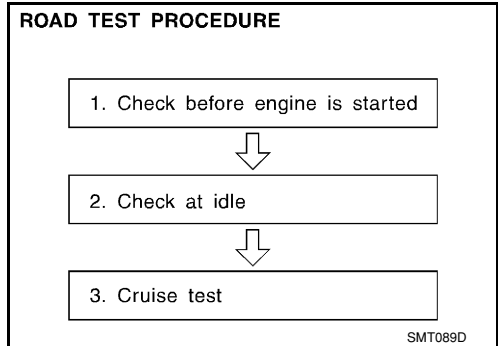 ROAD TEST PROCEDURE
1. Check before engine is started
2. Check at idle
3. Cruise test
SMT089D